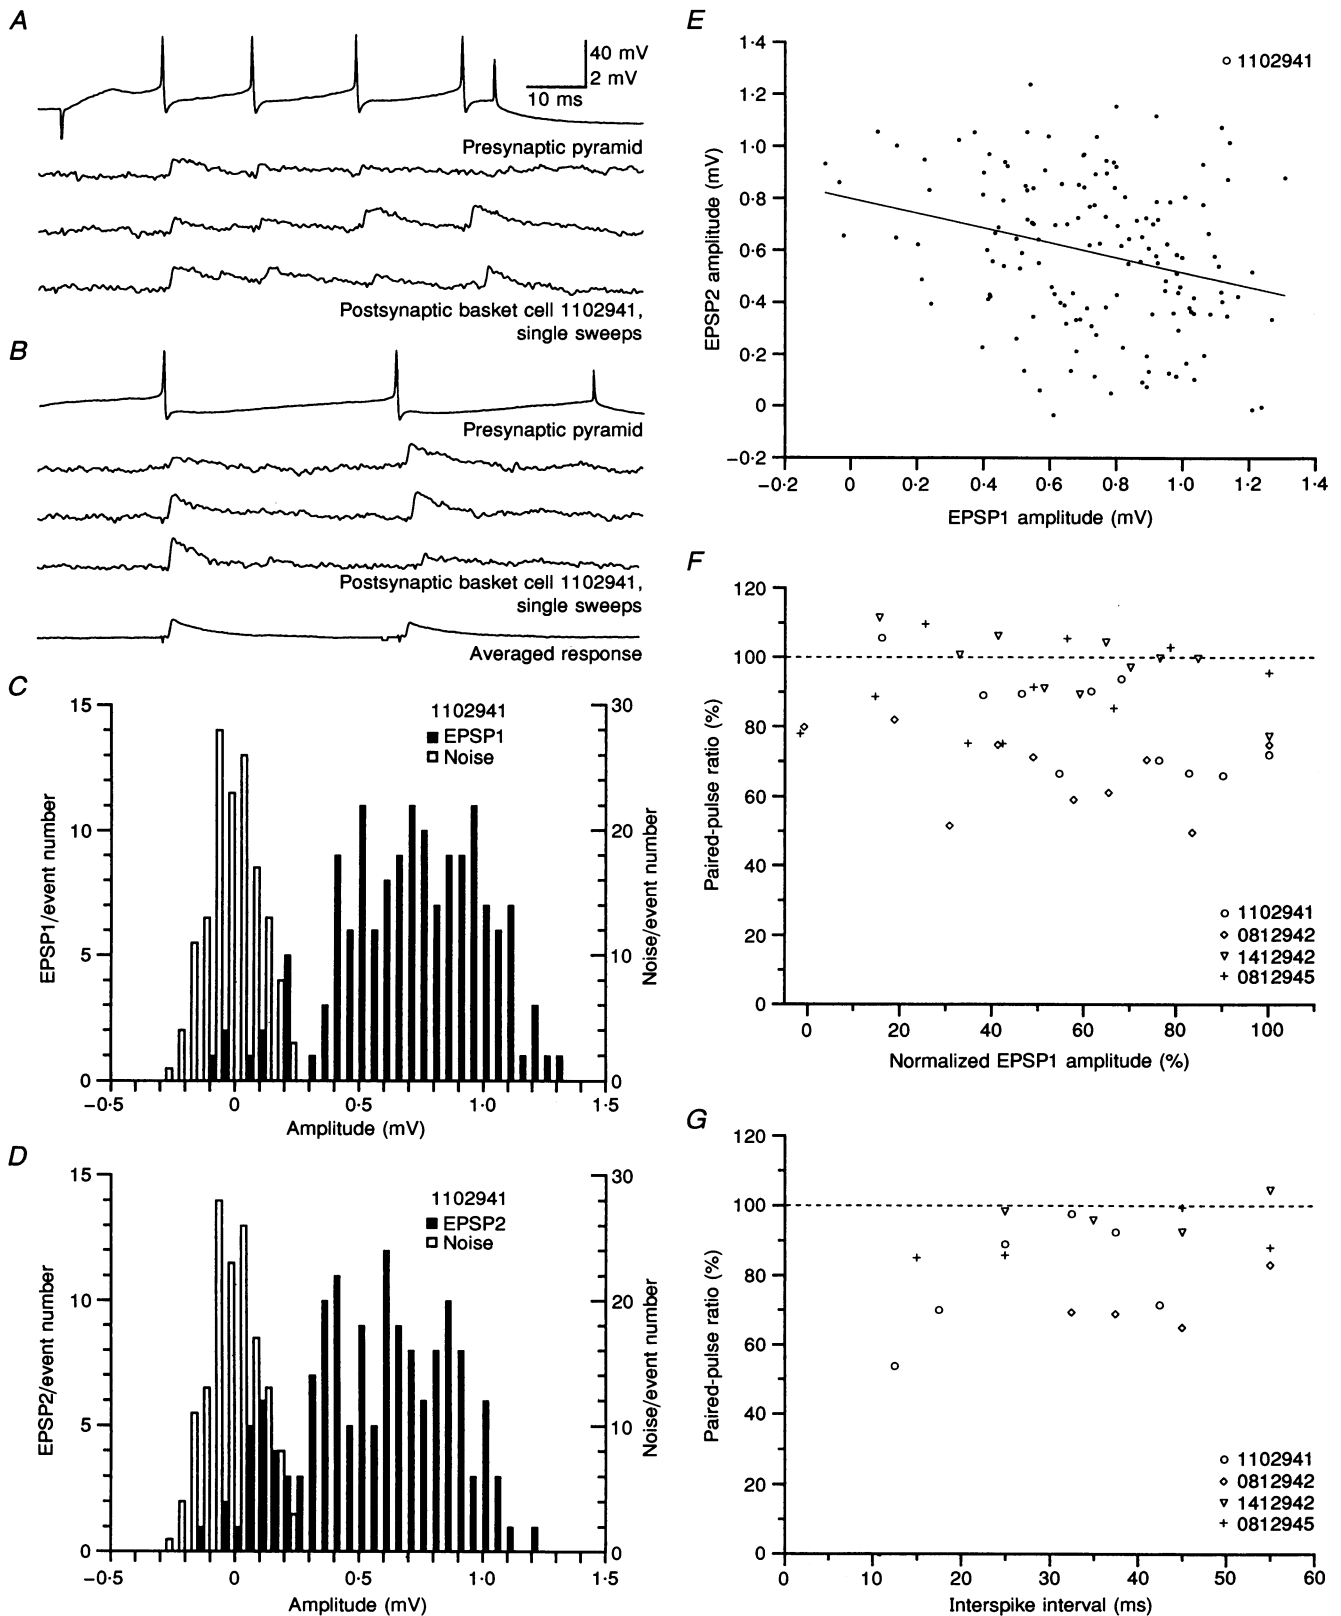 A
40 mV
2 mV
10 ms
Presynaptic pyramid
Postsynaptic basket cell 1102941,
single sweeps
B
Presynaptic pyramid
Postsynaptic basket cell 1102941,
single sweeps
Averaged response
C
15
10
5
0
EPSP1/event number
1102941
EPSP1
Noise
30
20
10
0
Noise/event number
−0·5
0
0·5
1·0
1·5
Amplitude (mV)
D
15
10
5
0
EPSP2/event number
1102941
EPSP2
Noise
30
20
10
0
Noise/event number
−0·5
0
0·5
1·0
1·5
Amplitude (mV)
E
1·4
1·2
1·0
0·8
0·6
0·4
0·2
0
−0·2
EPSP2 amplitude (mV)
1102941
−0·2
0
0·2
0·4
0·6
0·8
1·0
1·2
1·4
EPSP1 amplitude (mV)
F
120
100
80
60
40
20
0
Paired-pulse ratio (%)
1102941
0812942
1412942
0812945
0
20
40
60
80
100
Normalized EPSP1 amplitude (%)
G
120
100
80
60
40
20
0
Paired-pulse ratio (%)
1102941
0812942
1412942
0812945
0
10
20
30
40
50
60
Interspike interval (ms)